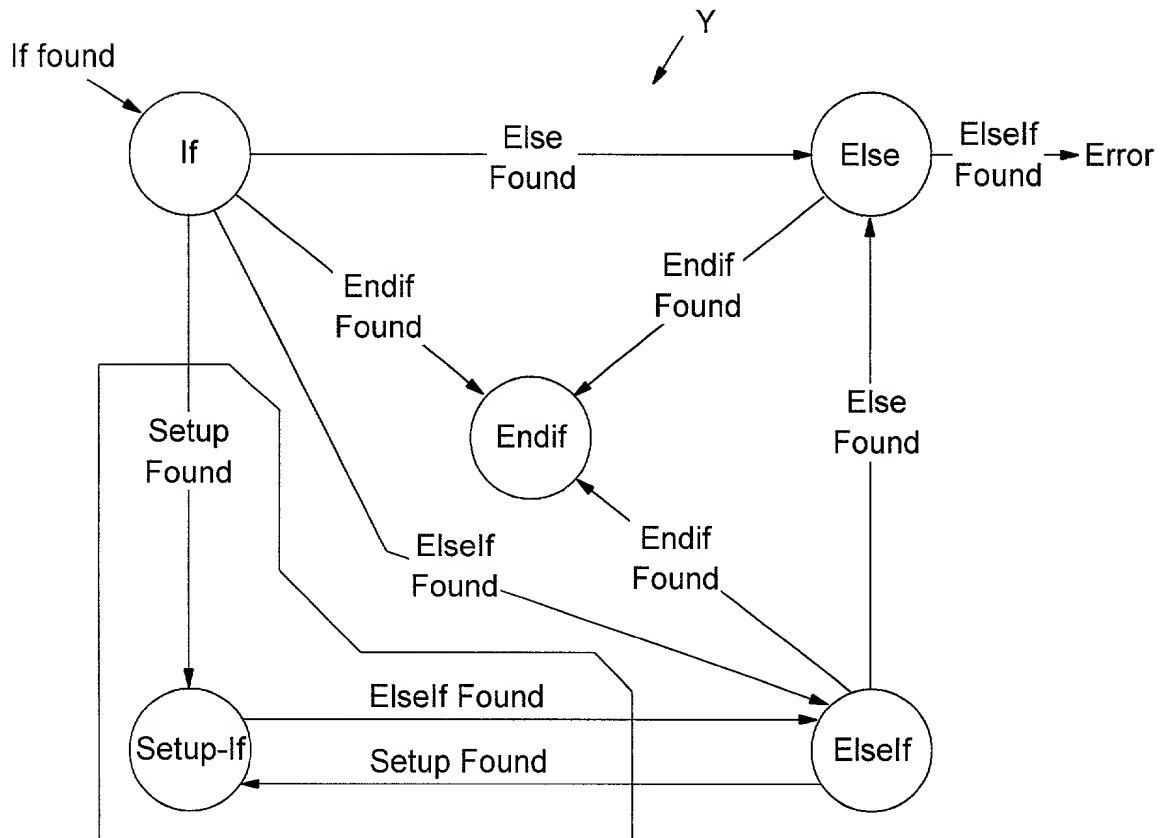 Y
If found
If
Else
Found
Else
ElseIf
Found
Error
Endif
Found
Endif
Found
Setup
Found
Endif
Else
Found
ElseIf
Found
Endif
Found
ElseIf Found
Setup-If
Setup Found
ElseIf